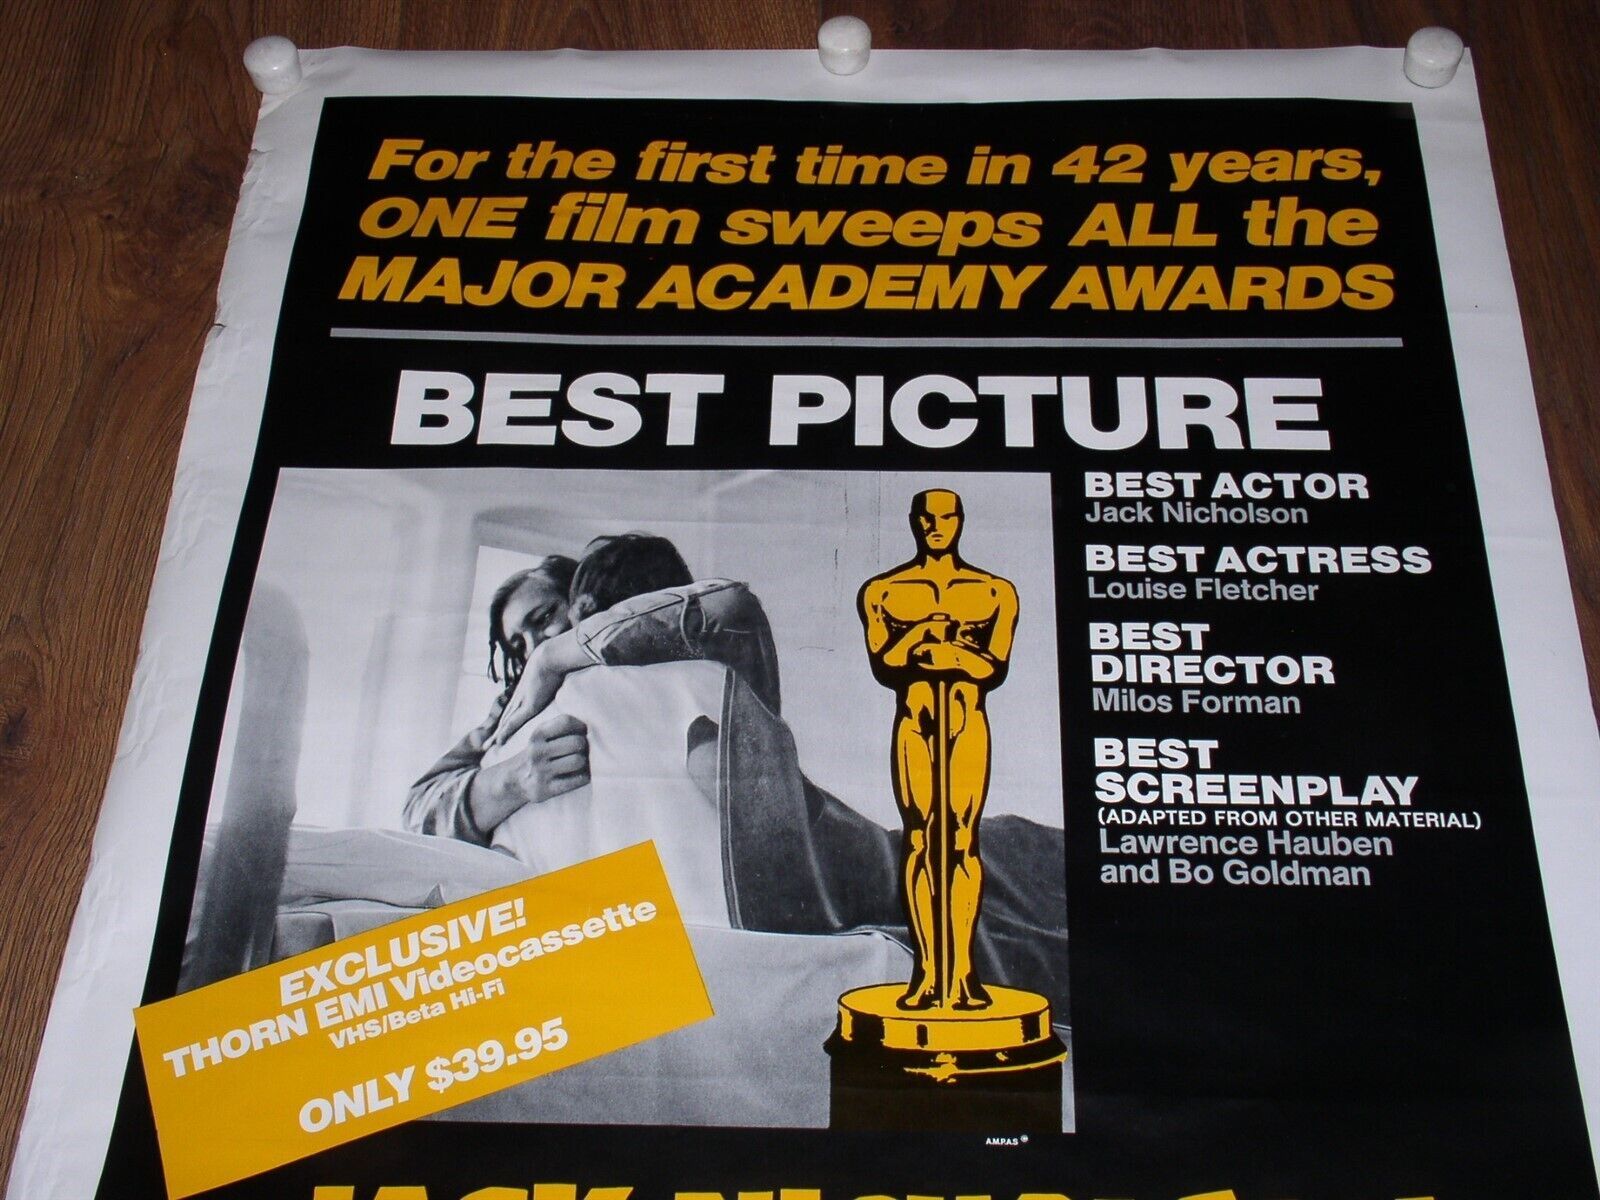 For the first time in 42 years,
ONE film sweeps ALL the
MAJOR ACADEMY AWARDS
BEST PICTURE
BEST ACTOR
Jack Nicholson
BEST ACTRESS
Louise Fletcher
BEST
DIRECTOR
Milos Forman
BEST
SCREENPLAY
(ADAPTED FROM OTHER MATERIAL)
Lawrence Hauben
and Bo Goldman
EXCLUSIVE!
THORN EMI Videocassette
VHS/Beta Hi-Fi
ONLY $39.95
A.M.P.A.S ©